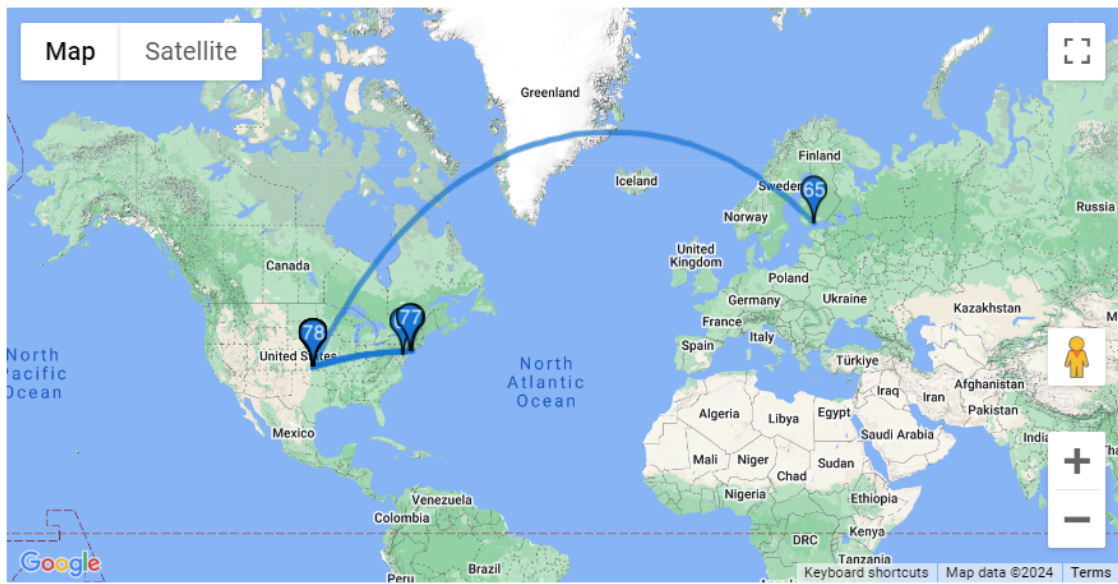 Map
Satellite
Greenland
Finland
Iceland
Sweden
65
Norway
Russia
United
Kingdom
Canada
Poland
Germany
Ukraine
Kazakhstan
France
78
77
Italy
United States
Spain
Türkiye
North
Pacific
Ocean
North
Atlantic
Ocean
Afghanistan
Iraq
Iran
Pakistan
Algeria
Libya
Egypt
Mexico
Saudi Arabia
India
Mali
Niger
Chad
Sudan
Venezuela
Nigeria
Ethiopia
Colombia
DRC
Kenya
Tanzania
Google
Brazil
Peru
Keyboard shortcuts
Map data ©2024
Terms